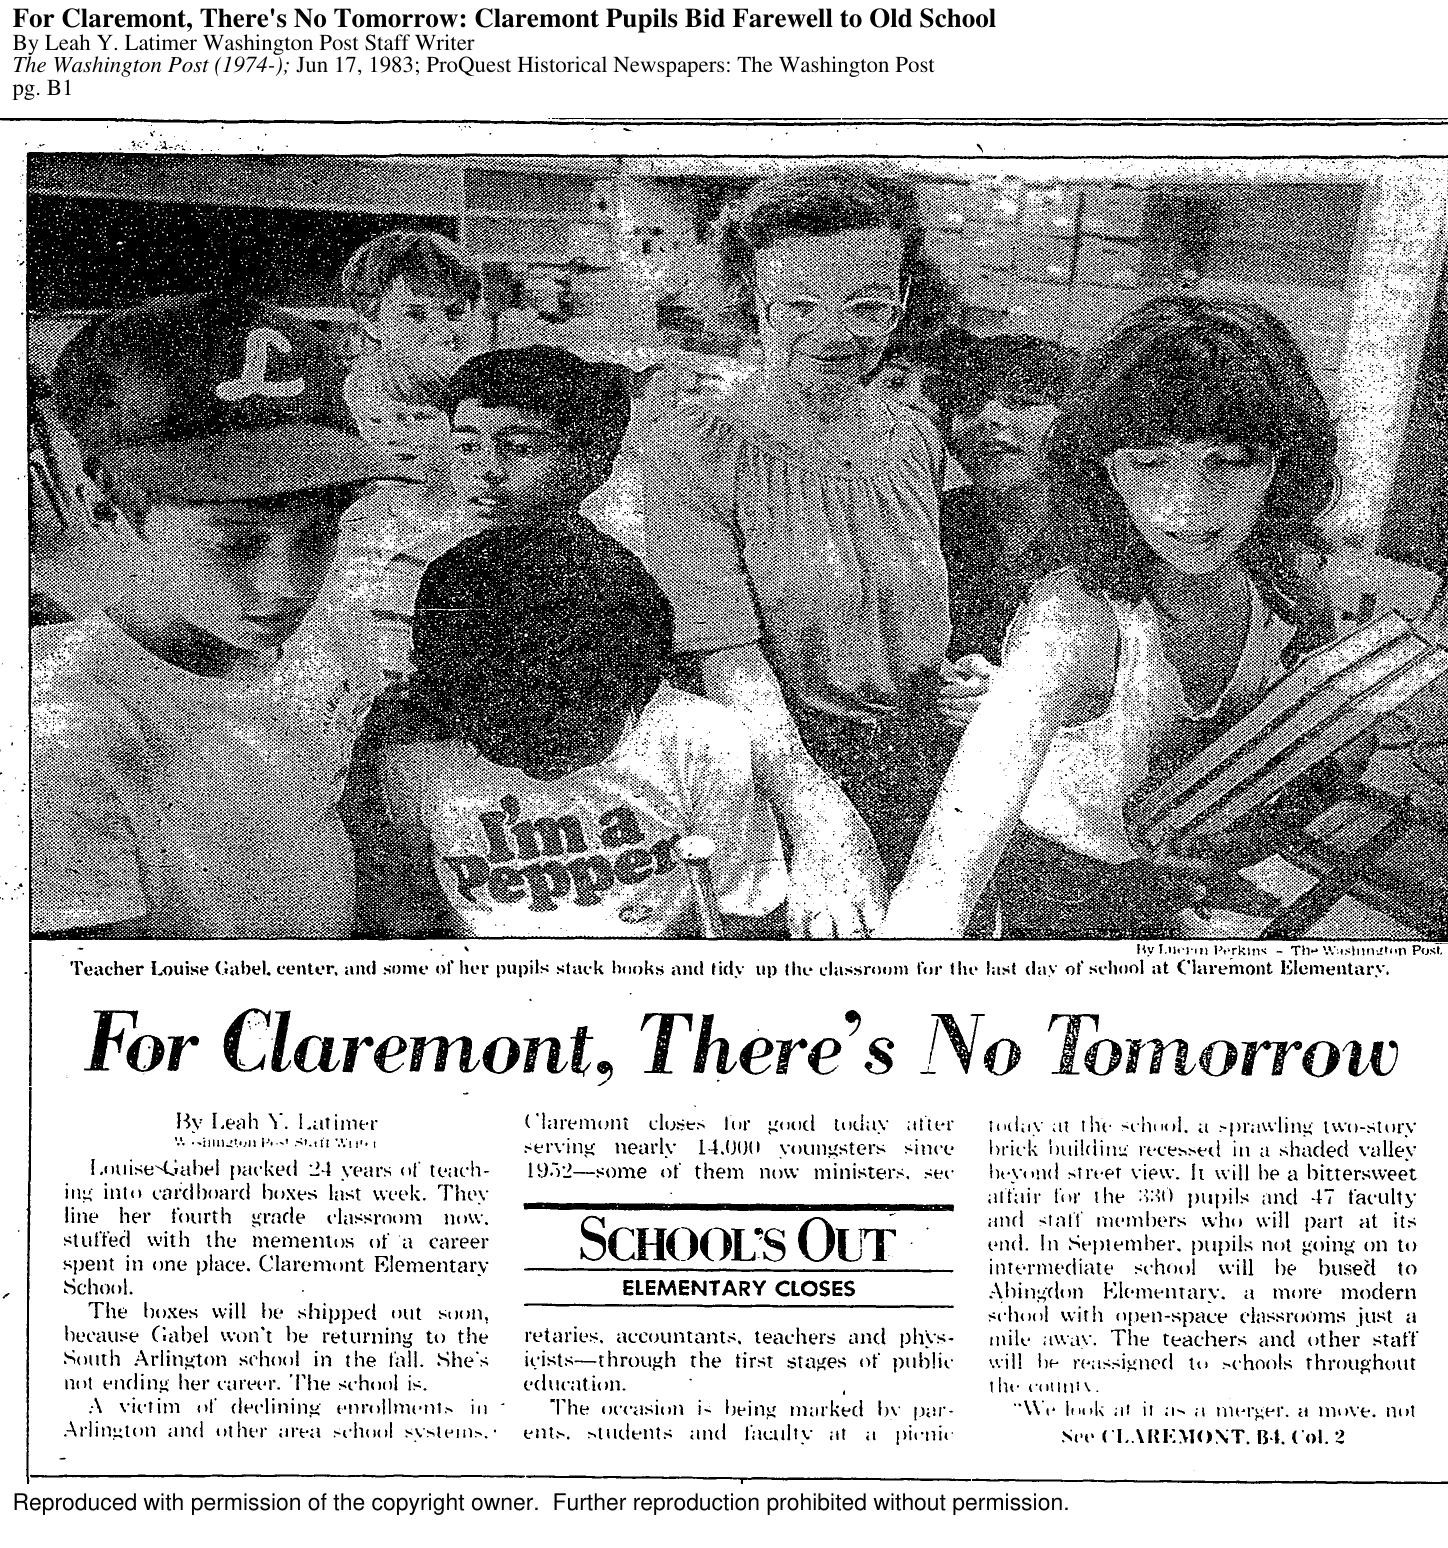 For Claremont, There's No Tomorrow: Claremont Pupils Bid Farewell to Old School
By Leah Y. Latimer Washington Post Staff Writer
The Washington Post (1974-); Jun 17, 1983; ProQuest Historical Newspapers: The Washington Post
pg. B1
L
I'm a
Pepper
By Lucian Perkins – The Washington Post
Teacher Louise Gabel, center, and some of her pupils stack books and tidy up the classroom for the last day of school at Claremont Elementary.
For Claremont, There's No Tomorrow
By Leah Y. Latimer
Washington Post Staff Writer
Louise Gabel packed 24 years of teach-
ing into cardboard boxes last week. They
line her fourth grade classroom now,
stuffed with the mementos of a career
spent in one place, Claremont Elementary
School.
The boxes will be shipped out soon,
because Gabel won't be returning to the
South Arlington school in the fall. She's
not ending her career. The school is.
A victim of declining enrollments in
Arlington and other area school systems,
Claremont closes for good today after
serving nearly 14,000 youngsters since
1952—some of them now ministers, sec
SCHOOL'S OUT
ELEMENTARY CLOSES
retaries, accountants, teachers and phys-
icists—through the first stages of public
education.
The occasion is being marked by par-
ents, students and faculty at a picnic
today at the school, a sprawling two-story
brick building recessed in a shaded valley
beyond street view. It will be a bittersweet
affair for the 330 pupils and 47 faculty
and staff members who will part at its
end. In September, pupils not going on to
intermediate school will be bused to
Abingdon Elementary, a more modern
school with open-space classrooms just a
mile away. The teachers and other staff
will be reassigned to schools throughout
the county.
"We look at it as a merger, a move, not
See CLAREMONT, B4, Col. 2
Reproduced with permission of the copyright owner. Further reproduction prohibited without permission.